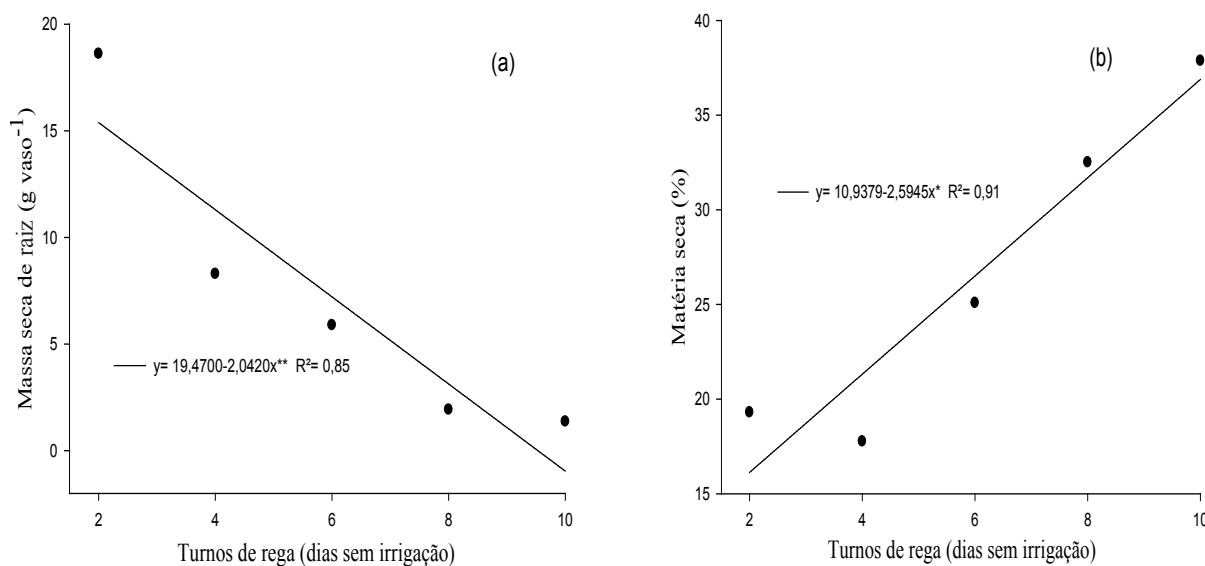 (a)
Massa seca de raiz (g vaso⁻¹)
20
15
10
5
0
y= 19,4700-2,0420x** R²= 0,85
2 4 6 8 10
Turnos de rega (dias sem irrigação)
(b)
Matéria seca (%)
40
35
30
25
20
15
y= 10,9379-2,5945x* R²= 0,91
2 4 6 8 10
Turnos de rega (dias sem irrigação)